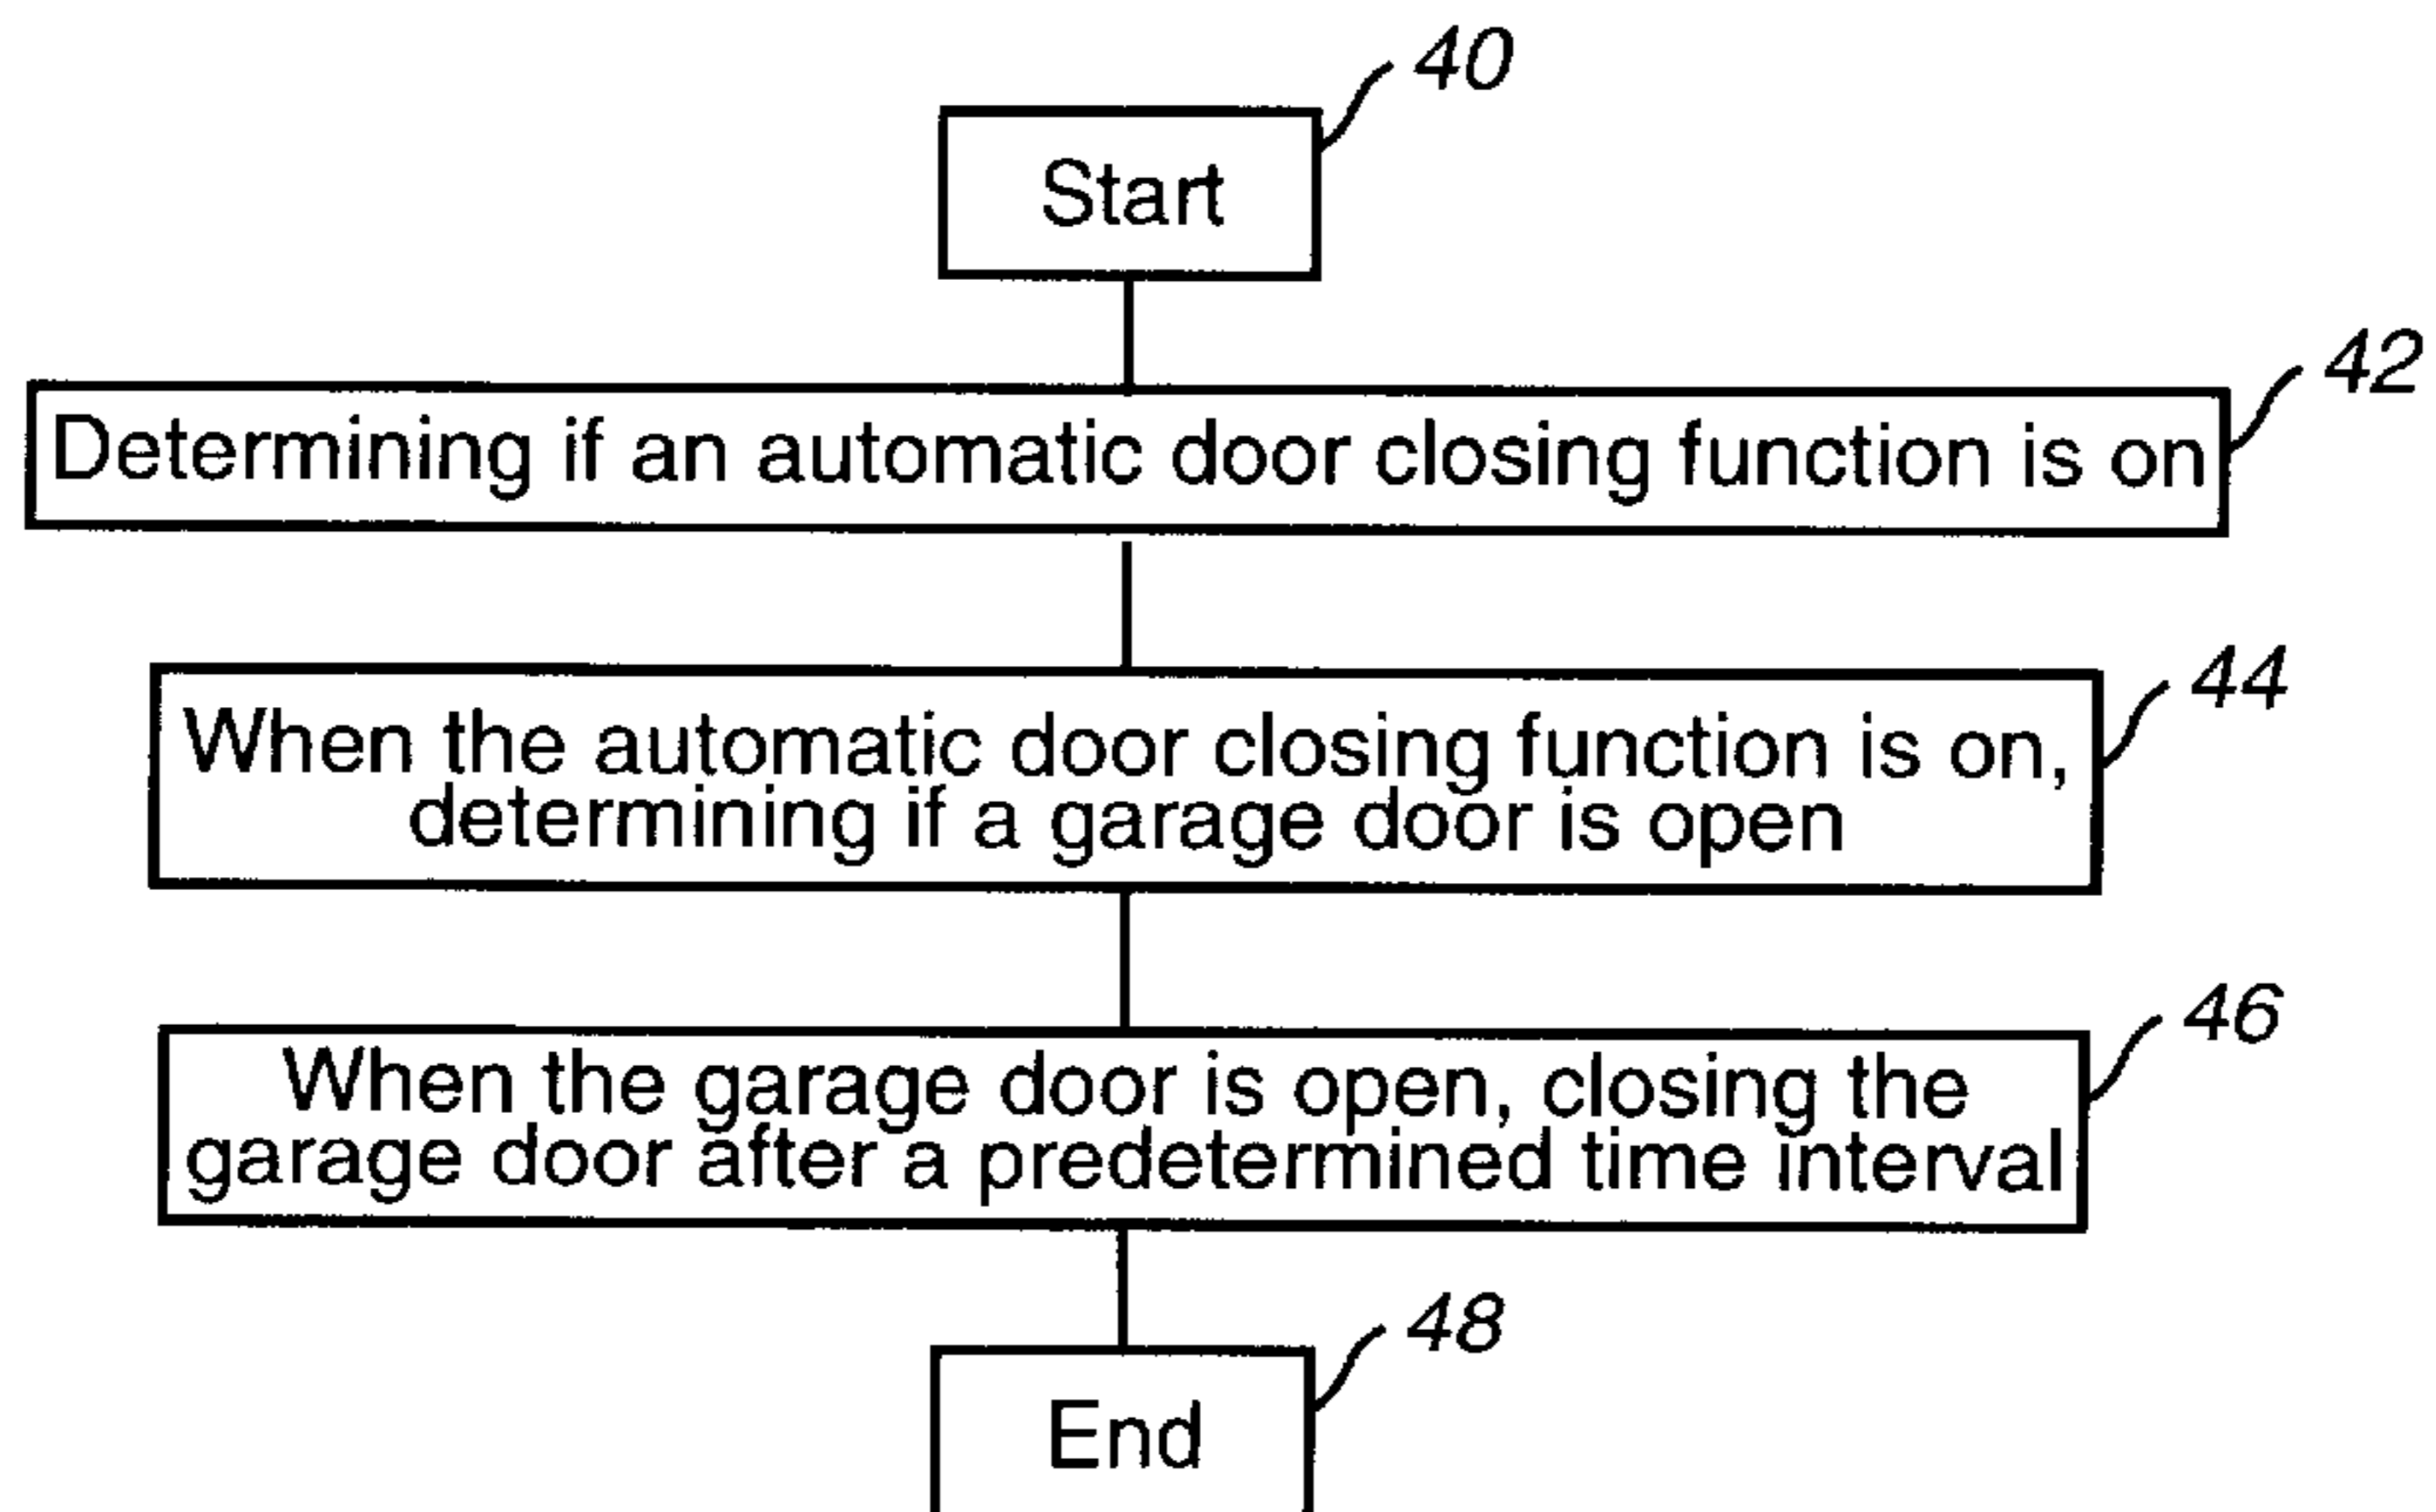 40
Start
42
Determining if an automatic door closing function is on
44
When the automatic door closing function is on,
determining if a garage door is open
46
When the garage door is open, closing the
garage door after a predetermined time interval
48
End